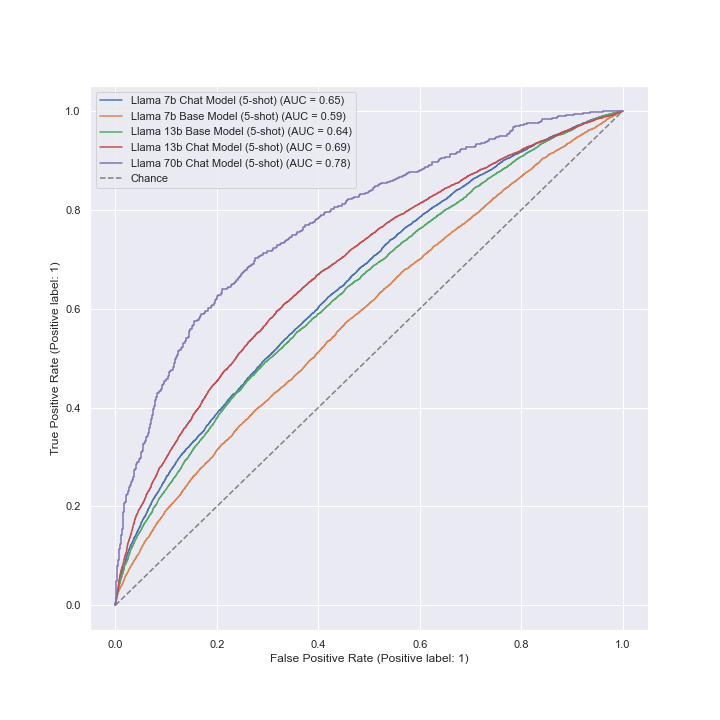 Llama 7b Chat Model (5-shot) (AUC = 0.65)
Llama 7b Base Model (5-shot) (AUC = 0.59)
Llama 13b Base Model (5-shot) (AUC = 0.64)
Llama 13b Chat Model (5-shot) (AUC = 0.69)
Llama 70b Chat Model (5-shot) (AUC = 0.78)
Chance
1.0
0.8
0.6
0.4
0.2
0.0
True Positive Rate (Positive label: 1)
0.0 0.2 0.4 0.6 0.8 1.0
False Positive Rate (Positive label: 1)